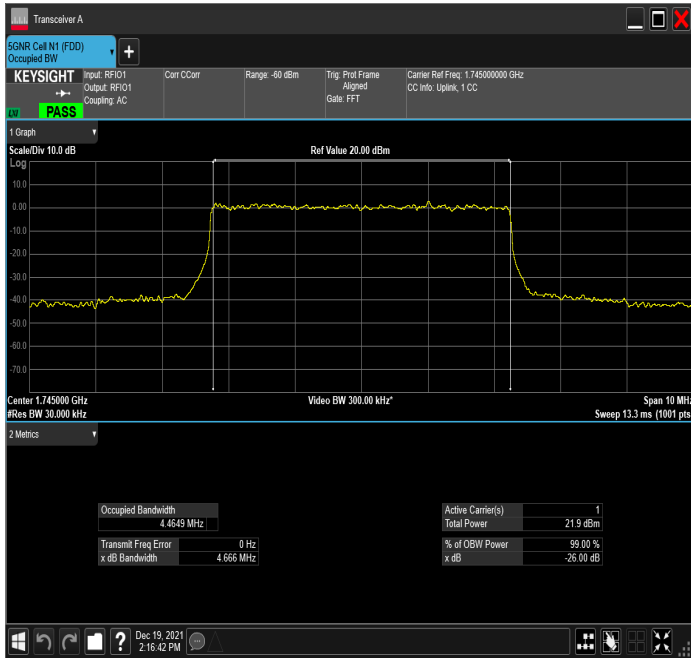 Transceiver A
5GNR Cell N1 (FDD)
Occupied BW
KEYSIGHT
Input: RFIO1
Output: RFIO1
Coupling: AC
Corr CCorr
Range: -60 dBm
Trig: Prot Frame
Aligned
Gate: FFT
Carrier Ref Freq: 1.745000000 GHz
CC Info: Uplink, 1 CC
LXI
PASS
1 Graph
Scale/Div 10.0 dB
Ref Value 20.00 dBm
Log
10.0
0.00
-10.0
-20.0
-30.0
-40.0
-50.0
-60.0
-70.0
Center 1.745000 GHz
Video BW 300.00 kHz*
Span 10 MHz
#Res BW 30.000 kHz
Sweep 13.3 ms (1001 pts
2 Metrics
Occupied Bandwidth
4.4649 MHz
Transmit Freq Error 0 Hz
x dB Bandwidth 4.666 MHz
Active Carrier(s) 1
Total Power 21.9 dBm
% of OBW Power 99.00 %
x dB -26.00 dB
?
Dec 19, 2021
2:16:42 PM